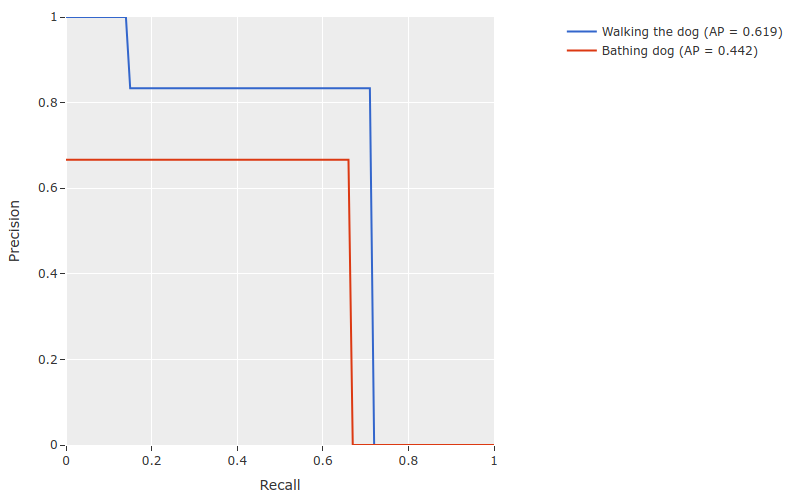 1
0.8
0.6
0.4
0.2
0
Precision
0 0.2 0.4 0.6 0.8 1
Recall
Walking the dog (AP = 0.619)
Bathing dog (AP = 0.442)